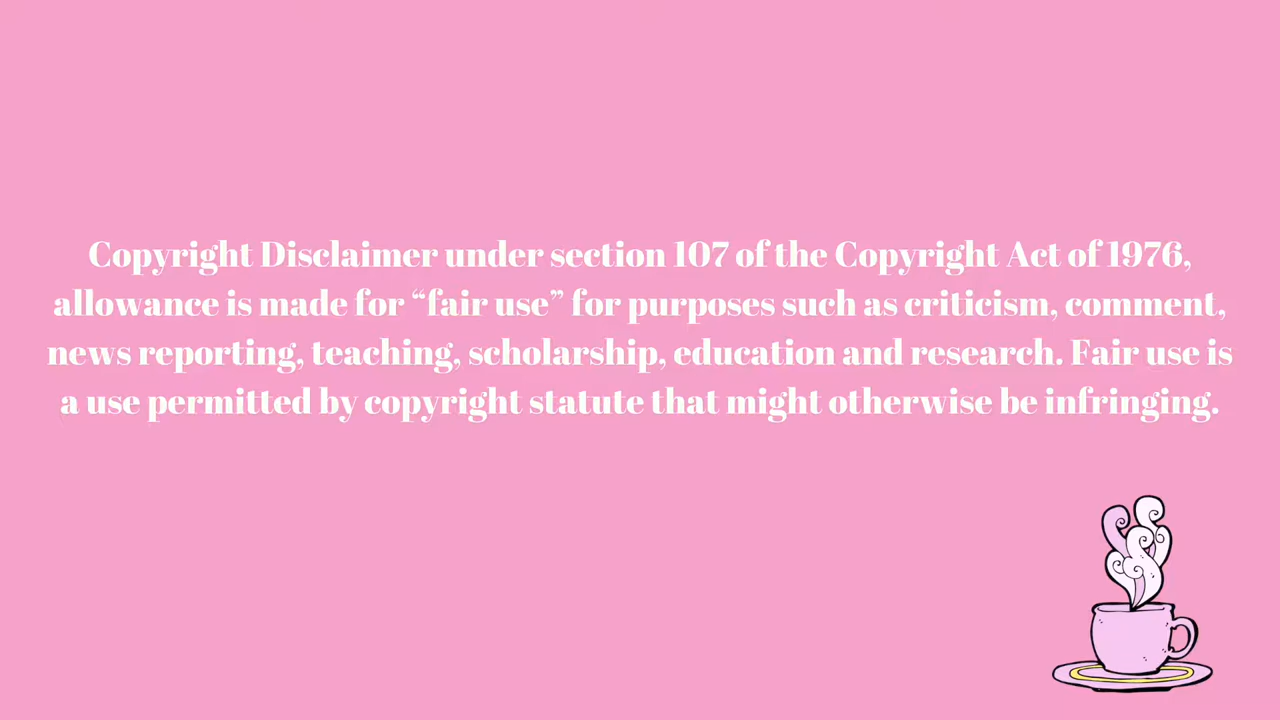 Copyright Disclaimer under section 107 of the Copyright Act of 1976,
allowance is made for “fair use” for purposes such as criticism, comment,
news reporting, teaching, scholarship, education and research. Fair use is
a use permitted by copyright statute that might otherwise be infringing.